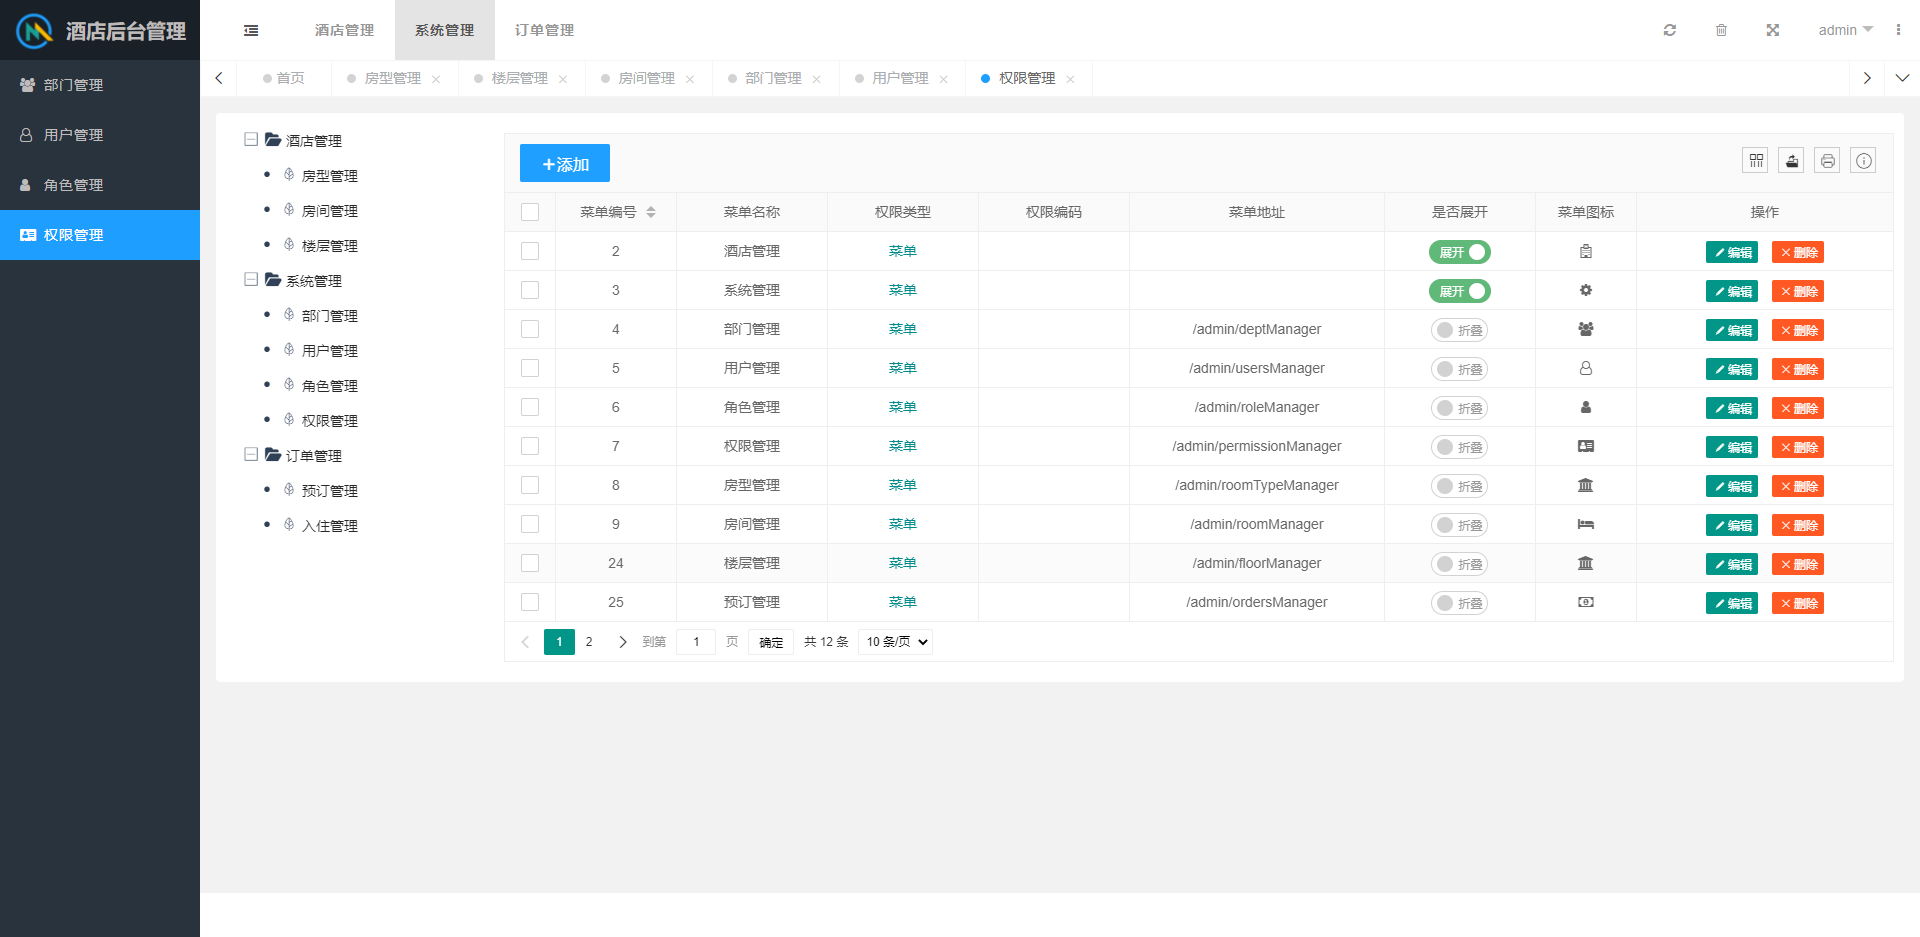 酒店后台管理
酒店管理 系统管理 订单管理 admin
首页 房型管理 楼层管理 房间管理 部门管理 用户管理 权限管理
部门管理
用户管理
角色管理
权限管理
酒店管理
房型管理
房间管理
楼层管理
系统管理
部门管理
用户管理
角色管理
权限管理
订单管理
预订管理
入住管理
添加
菜单编号 菜单名称 权限类型 权限编码 菜单地址 是否展开 菜单图标 操作
2 酒店管理 菜单 展开 编辑 删除
3 系统管理 菜单 展开 编辑 删除
4 部门管理 菜单 /admin/deptManager 折叠 编辑 删除
5 用户管理 菜单 /admin/usersManager 折叠 编辑 删除
6 角色管理 菜单 /admin/roleManager 折叠 编辑 删除
7 权限管理 菜单 /admin/permissionManager 折叠 编辑 删除
8 房型管理 菜单 /admin/roomTypeManager 折叠 编辑 删除
9 房间管理 菜单 /admin/roomManager 折叠 编辑 删除
24 楼层管理 菜单 /admin/floorManager 折叠 编辑 删除
25 预订管理 菜单 /admin/ordersManager 折叠 编辑 删除
1 2 到第 1 页 确定 共 12 条 10 条/页